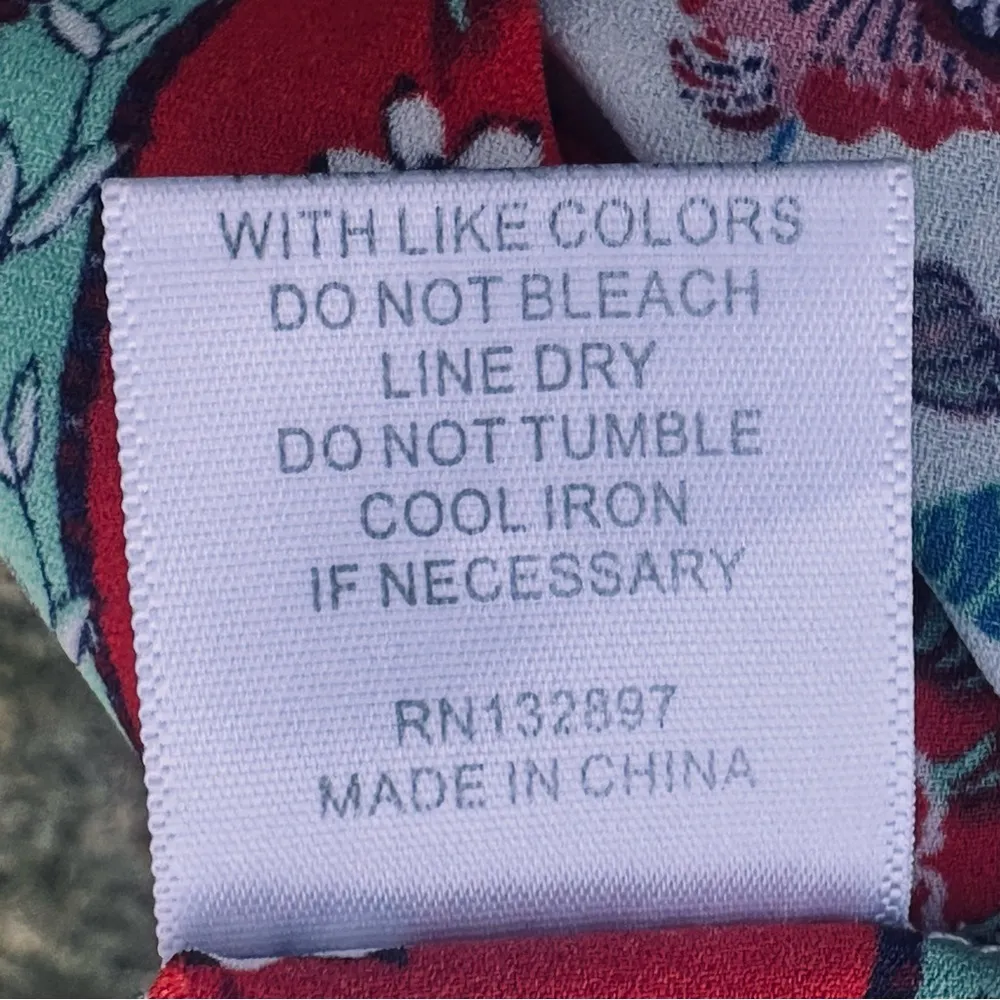 WITH LIKE COLORS
DO NOT BLEACH
LINE DRY
DO NOT TUMBLE
COOL IRON
IF NECESSARY
RN132897
MADE IN CHINA